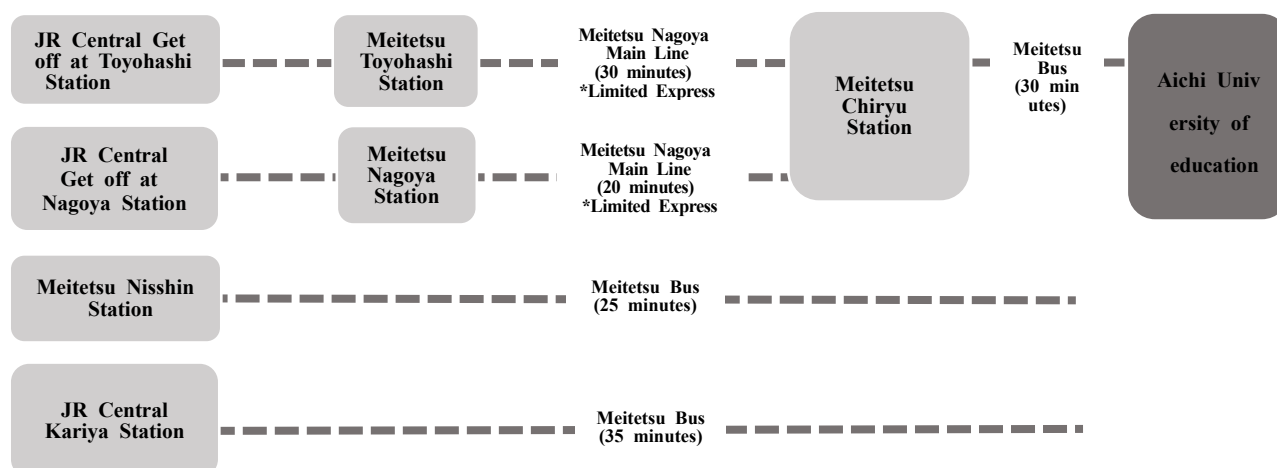 JR Central Get
off at Toyohashi
Station
Meitetsu
Toyohashi
Station
Meitetsu Nagoya
Main Line
(30 minutes)
*Limited Express
Meitetsu
Chiryu
Station
Meitetsu
Bus
(30 min
utes)
Aichi Univ
ersity of
education
JR Central
Get off at
Nagoya Station
Meitetsu
Nagoya
Station
Meitetsu Nagoya
Main Line
(20 minutes)
*Limited Express
Meitetsu Nisshin
Station
Meitetsu Bus
(25 minutes)
JR Central
Kariya Station
Meitetsu Bus
(35 minutes)